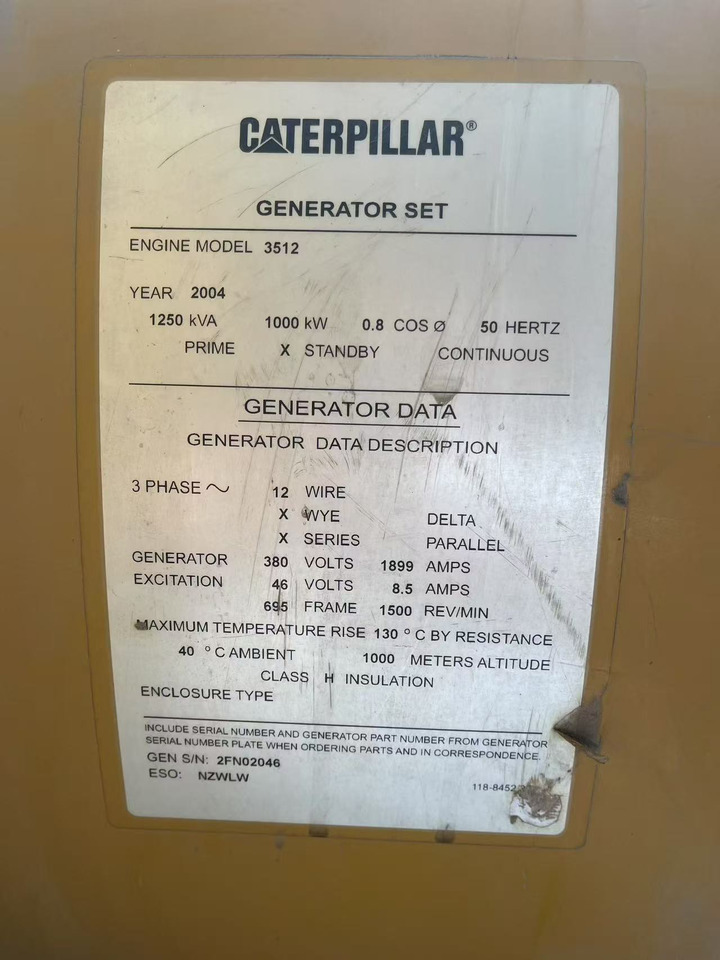 CATERPILLAR®
GENERATOR SET
ENGINE MODEL 3512
YEAR 2004
1250 kVA 1000 kW 0.8 COS Ø 50 HERTZ
PRIME X STANDBY CONTINUOUS
GENERATOR DATA
GENERATOR DATA DESCRIPTION
3 PHASE ~ 12 WIRE
X WYE DELTA
X SERIES PARALLEL
GENERATOR 380 VOLTS 1899 AMPS
EXCITATION 46 VOLTS 8.5 AMPS
695 FRAME 1500 REV/MIN
MAXIMUM TEMPERATURE RISE 130 °C BY RESISTANCE
40 °C AMBIENT 1000 METERS ALTITUDE
CLASS H INSULATION
ENCLOSURE TYPE
INCLUDE SERIAL NUMBER AND GENERATOR PART NUMBER FROM GENERATOR
SERIAL NUMBER PLATE WHEN ORDERING PARTS AND IN CORRESPONDENCE.
GEN S/N: 2FN02046
ESO: NZWLW
118-8452